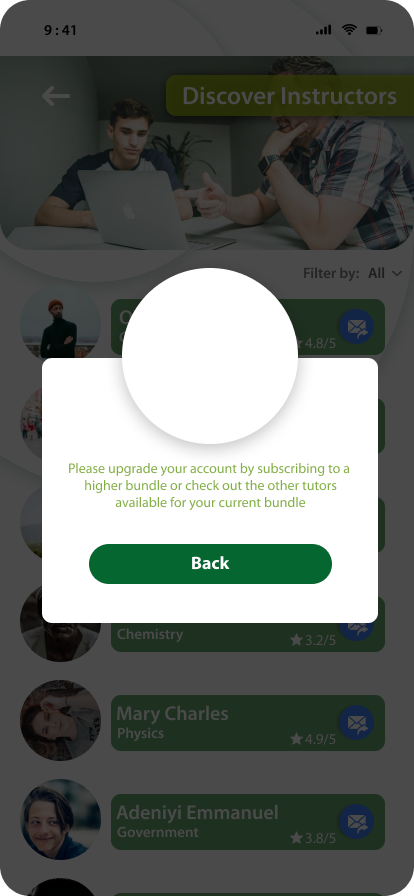 9:41
Discover Instructors
Filter by: All
4.8/5
Please upgrade your account by subscribing to a
higher bundle or check out the other tutors
available for your current bundle
Back
Chemistry
3.2/5
Mary Charles
Physics
4.9/5
Adeniyi Emmanuel
Government
3.8/5